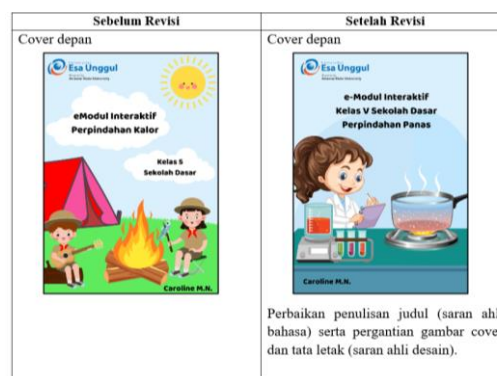 Sebelum Revisi
Setelah Revisi
Cover depan
Esa Unggul
eModul Interaktif
Perpindahan Kalor
Kelas 5
Sekolah Dasar
Caroline M.N.
Cover depan
Esa Unggul
e-Modul Interaktif
Kelas V Sekolah Dasar
Perpindahan Panas
Caroline M.N.
Perbaikan penulisan judul (saran ahl
bahasa) serta pergantian gambar cove
dan tata letak (saran ahli desain).